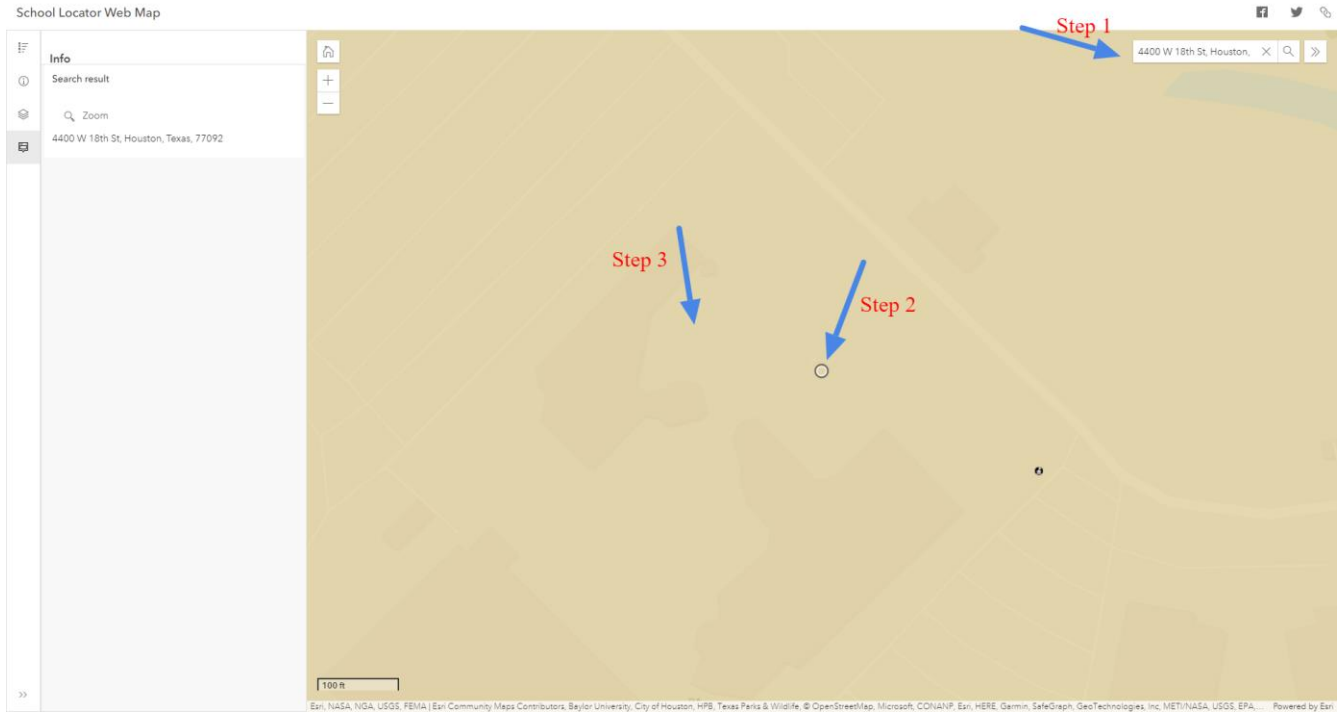 School Locator Web Map
Step 1
4400 W 18th St, Houston,
Info
Search result
Zoom
4400 W 18th St, Houston, Texas, 77092
Step 3
Step 2
100 ft
Esri, NASA, NGA, USGS, FEMA | Esri Community Maps Contributors, Baylor University, City of Houston, HPB, Texas Parks & Wildlife, © OpenStreetMap, Microsoft, CONANP, Esri, HERE, Garmin, SafeGraph, GeoTechnologies, Inc, METI/NASA, USGS, EPA,... Powered by Esri